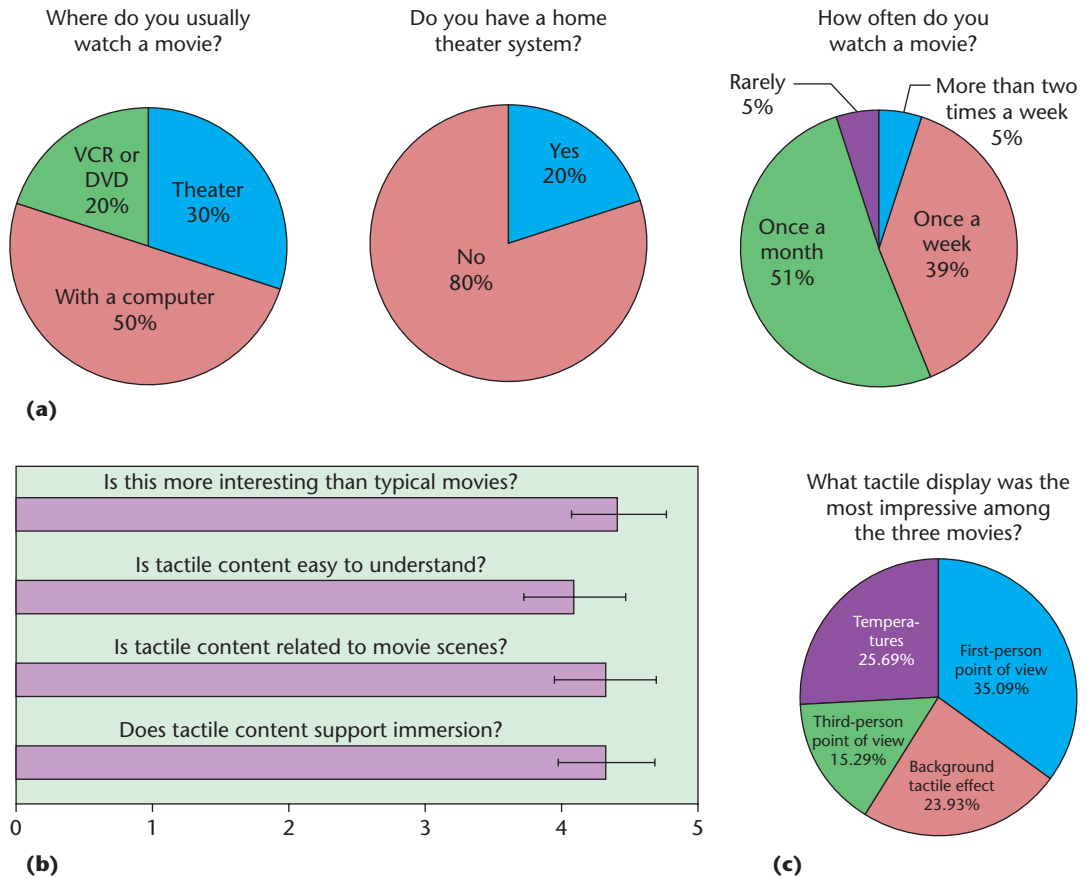 Where do you usually
watch a movie?
VCR or
DVD
20%
Theater
30%
With a computer
50%
Do you have a home
theater system?
Yes
20%
No
80%
How often do you
watch a movie?
Rarely
5%
More than two
times a week
5%
Once a
month
51%
Once a
week
39%
(a)
Is this more interesting than typical movies?
Is tactile content easy to understand?
Is tactile content related to movie scenes?
Does tactile content support immersion?
0 1 2 3 4 5
(b)
What tactile display was the
most impressive among
the three movies?
Tempera-
tures
25.69%
First-person
point of view
35.09%
Third-person
point of view
15.29%
Background
tactile effect
23.93%
(c)